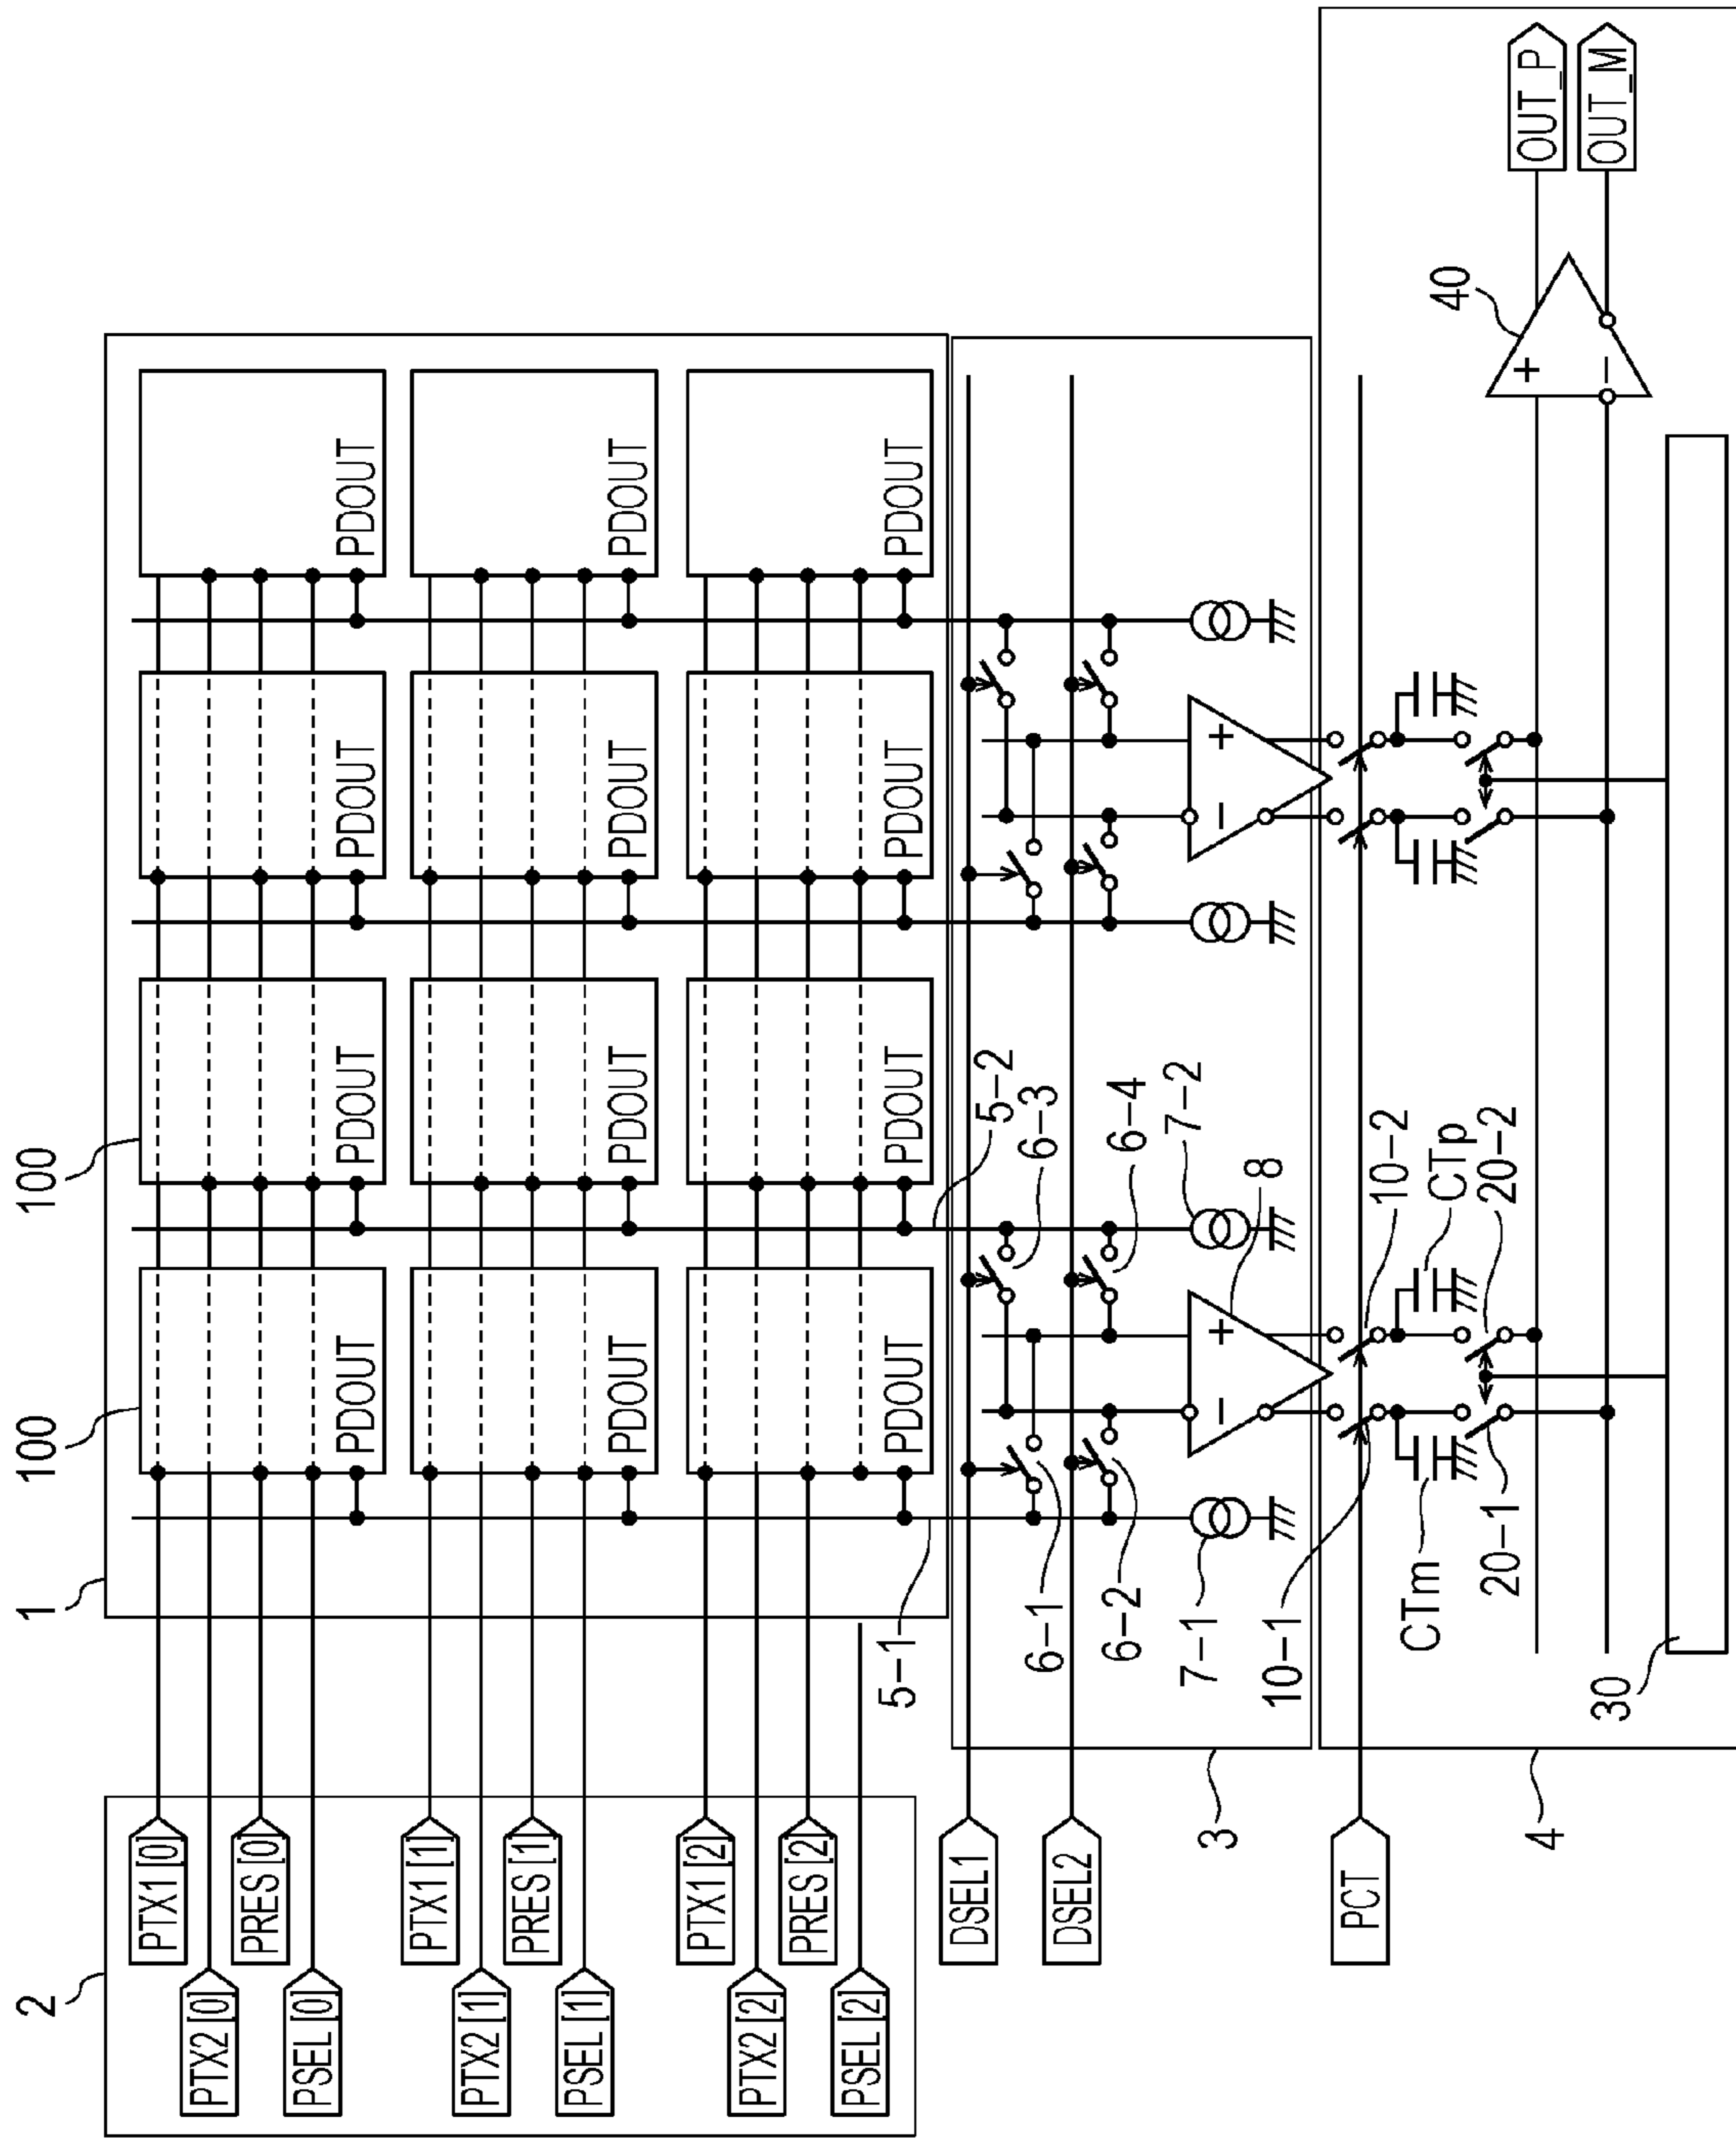 1
2
100
100
PTX1 [0]
PTX2 [0]
PRES [0]
PSEL [0]
PDOUT
PDOUT
PDOUT
PDOUT
PTX1 [1]
PTX2 [1]
PRES [1]
PSEL [1]
PDOUT
PDOUT
PDOUT
PDOUT
PTX1 [2]
PTX2 [2]
PRES [2]
PSEL [2]
PDOUT
PDOUT
PDOUT
PDOUT
5-1
5-2
DSEL1
6-1
6-3
DSEL2
6-2
6-4
7-1
7-2
8
- +
- +
3
10-1
10-2
PCT
CTm
CTp
20-1
20-2
4
30
40
+
-
OUT_P
OUT_M